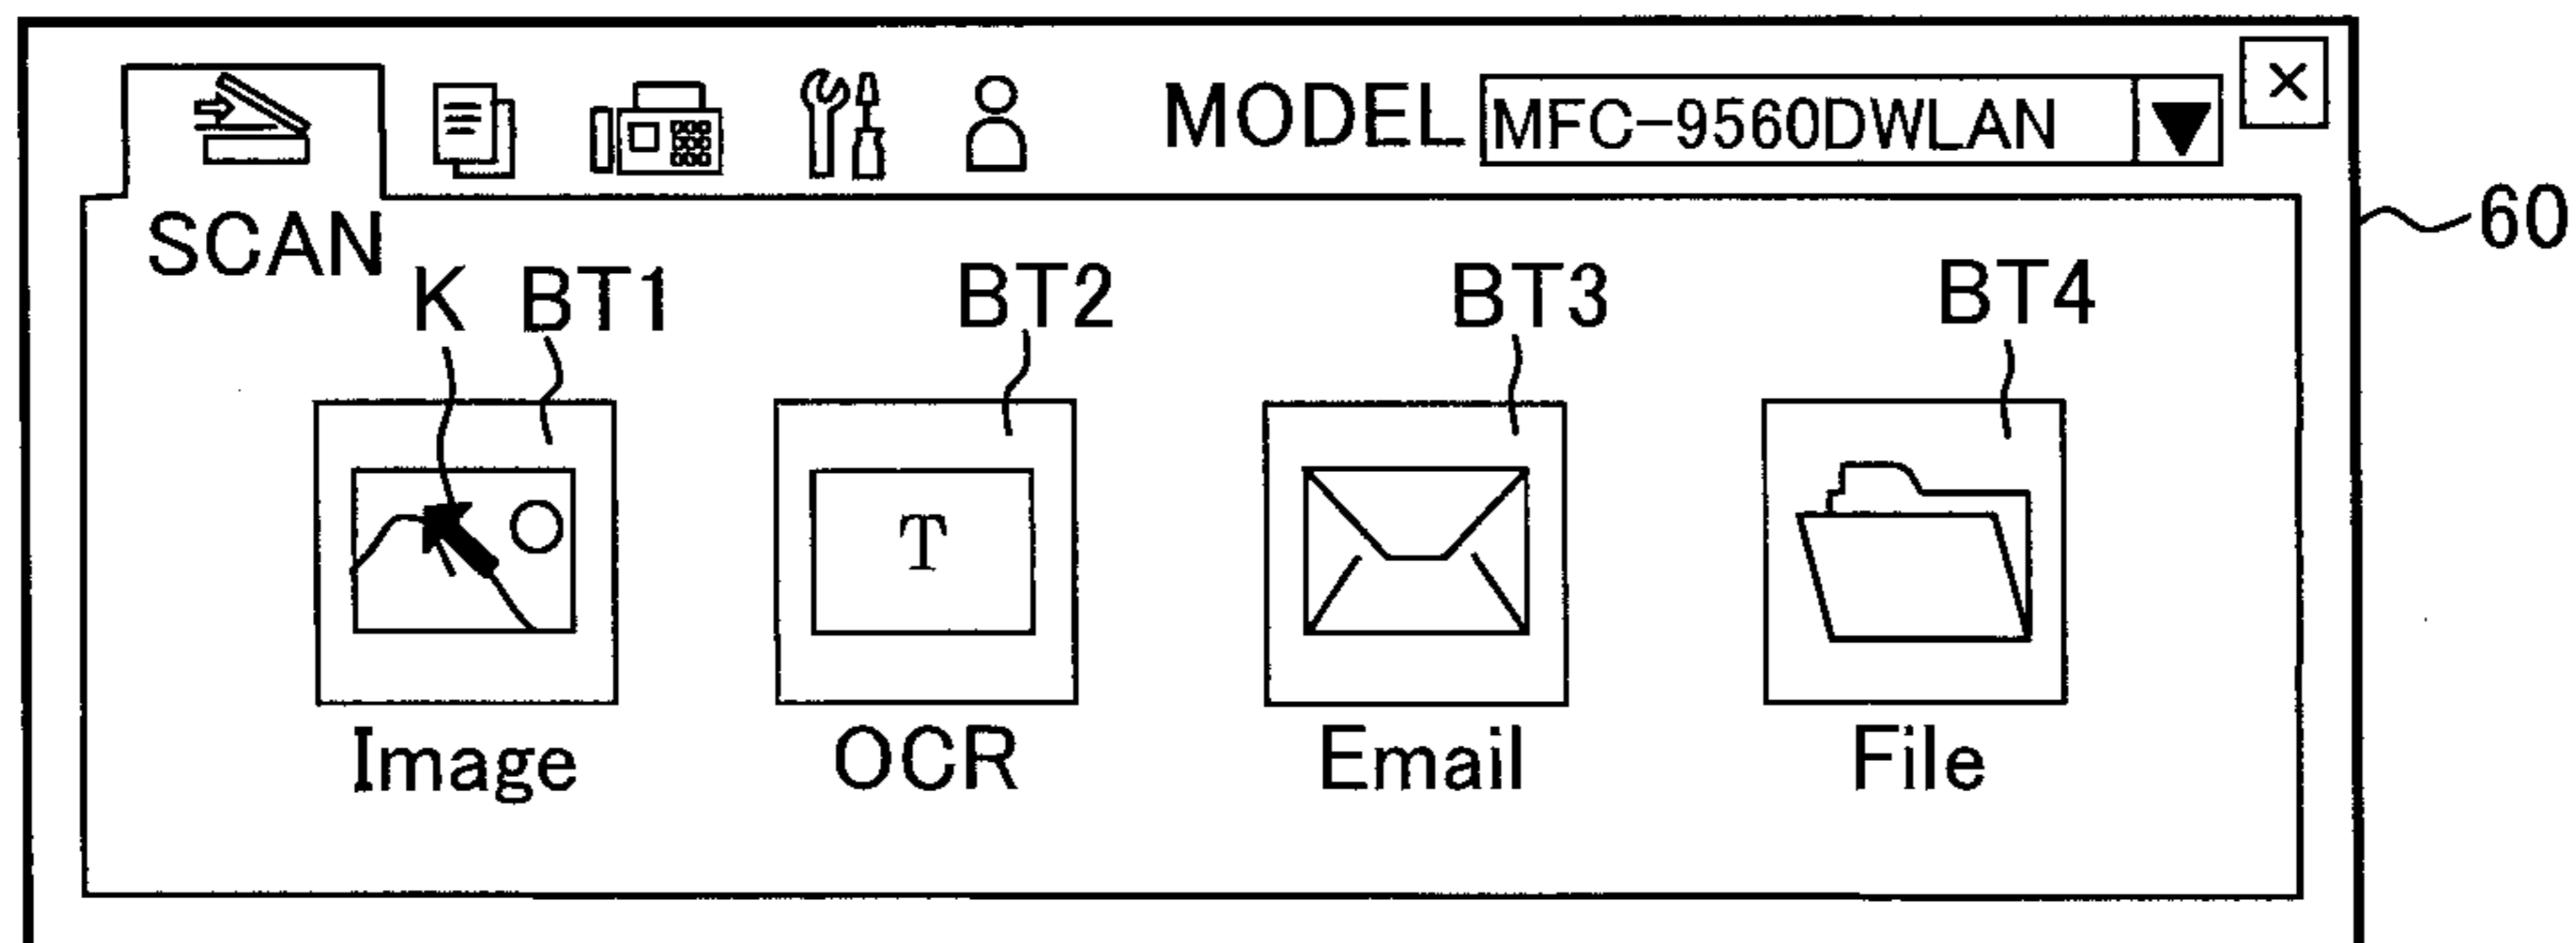 MODEL MFC-9560DWLAN ×
60
SCAN
K BT1 BT2 BT3 BT4
T
Image OCR Email File